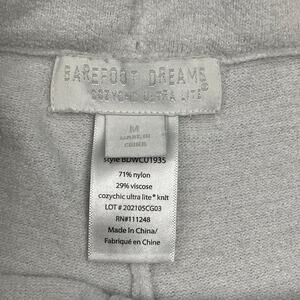 BAREFOOT DREAMS®
COZYCHIC ULTRA LITE®
M
MADE IN
CHINA
style BDWCU1935
71% nylon
29% viscose
cozychic ultra lite® knit
LOT # 202105CG03
RN#111248
Made in China/
Fabriqué en Chine